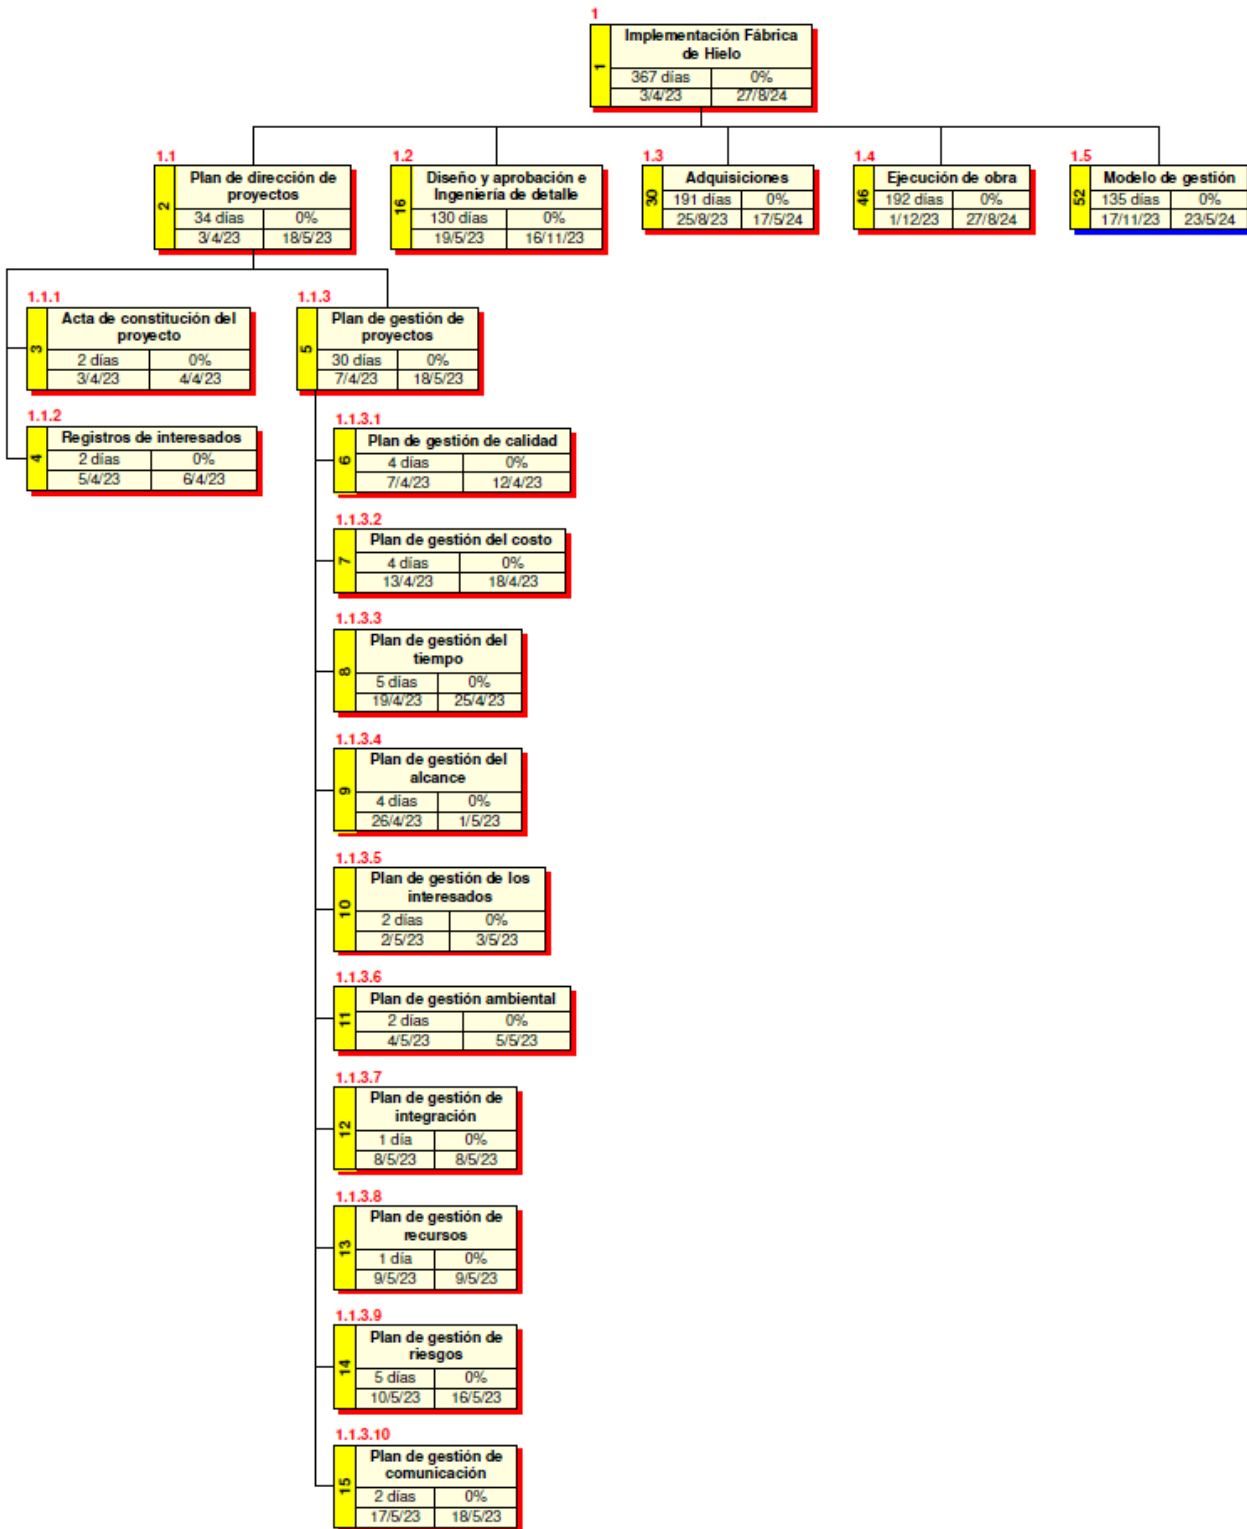 1
Implementación Fábrica
de Hielo
1
367 días 0%
3/4/23 27/8/24
1.1
Plan de dirección de
proyectos
2
34 días 0%
3/4/23 18/5/23
1.2
Diseño y aprobación e
Ingeniería de detalle
16
130 días 0%
19/5/23 16/11/23
1.3
Adquisiciones
30
191 días 0%
25/8/23 17/5/24
1.4
Ejecución de obra
46
192 días 0%
1/12/23 27/8/24
1.5
Modelo de gestión
52
135 días 0%
17/11/23 23/5/24
1.1.1
Acta de constitución del
proyecto
3
2 días 0%
3/4/23 4/4/23
1.1.2
Registros de interesados
4
2 días 0%
5/4/23 6/4/23
1.1.3
Plan de gestión de
proyectos
5
30 días 0%
7/4/23 18/5/23
1.1.3.1
Plan de gestión de calidad
6
4 días 0%
7/4/23 12/4/23
1.1.3.2
Plan de gestión del costo
7
4 días 0%
13/4/23 18/4/23
1.1.3.3
Plan de gestión del
tiempo
8
5 días 0%
19/4/23 25/4/23
1.1.3.4
Plan de gestión del
alcance
9
4 días 0%
26/4/23 1/5/23
1.1.3.5
Plan de gestión de los
interesados
10
2 días 0%
2/5/23 3/5/23
1.1.3.6
Plan de gestión ambiental
11
2 días 0%
4/5/23 5/5/23
1.1.3.7
Plan de gestión de
integración
12
1 día 0%
8/5/23 8/5/23
1.1.3.8
Plan de gestión de
recursos
13
1 día 0%
9/5/23 9/5/23
1.1.3.9
Plan de gestión de
riesgos
14
5 días 0%
10/5/23 16/5/23
1.1.3.10
Plan de gestión de
comunicación
15
2 días 0%
17/5/23 18/5/23